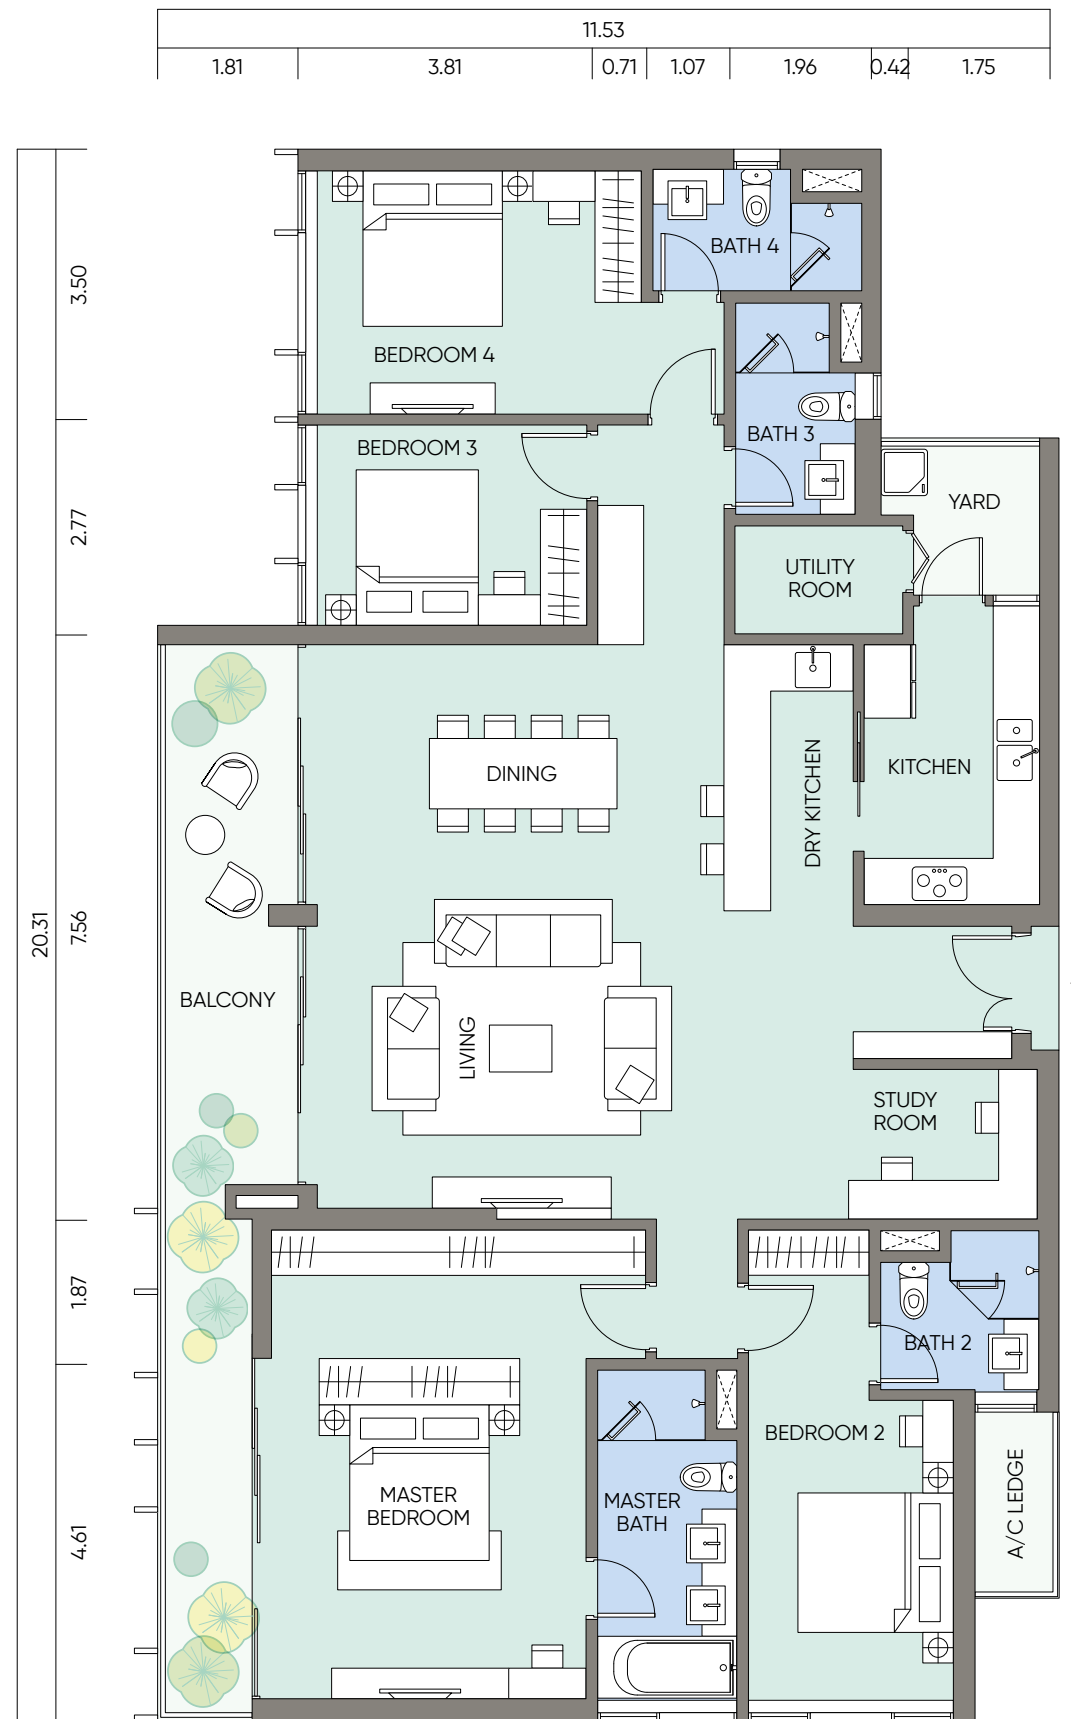 11.53
1.81
3.81
0.71
1.07
1.96
0.42
1.75
3.50
2.77
20.31
7.56
1.87
4.61
BATH 4
BEDROOM 4
BATH 3
BEDROOM 3
YARD
UTILITY
ROOM
DINING
DRY KITCHEN
KITCHEN
BALCONY
LIVING
STUDY
ROOM
BATH 2
BEDROOM 2
MASTER
BEDROOM
MASTER
BATH
A/C LEDGE